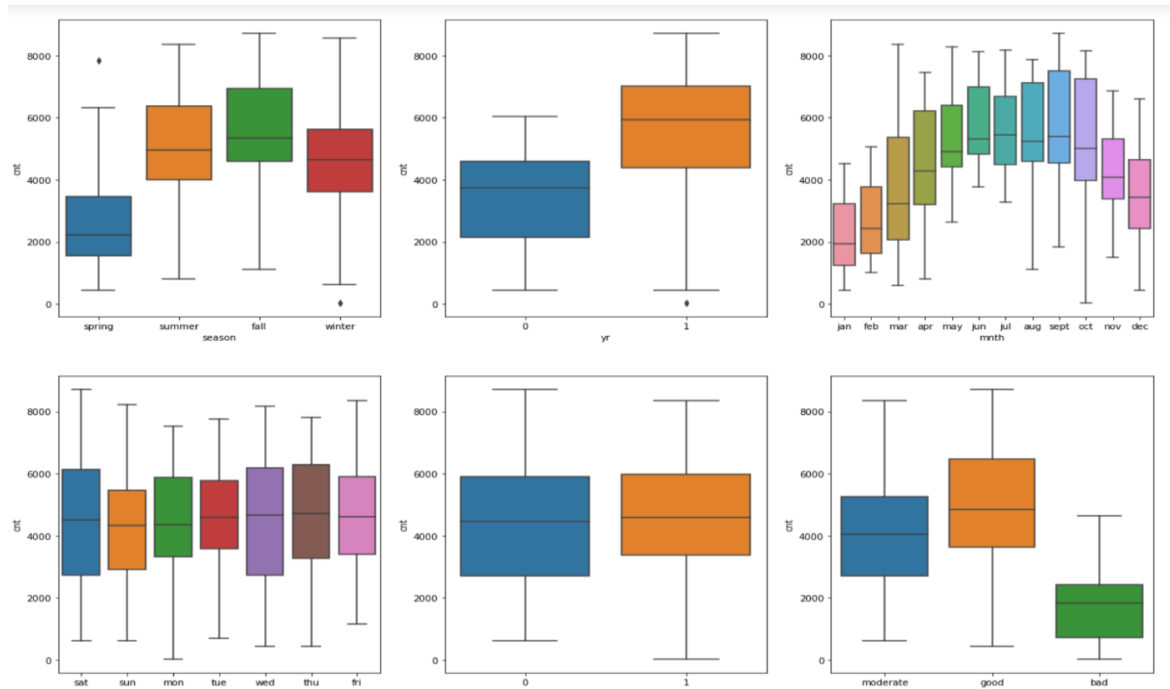 8000
6000
4000
2000
0
cnt
spring summer fall winter
season
8000
6000
4000
2000
0
cnt
0 1
yr
8000
6000
4000
2000
0
cnt
jan feb mar apr may jun jul aug sept oct nov dec
mnth
8000
6000
4000
2000
0
cnt
sat sun mon tue wed thu fri
8000
6000
4000
2000
0
cnt
0 1
8000
6000
4000
2000
0
cnt
moderate good bad